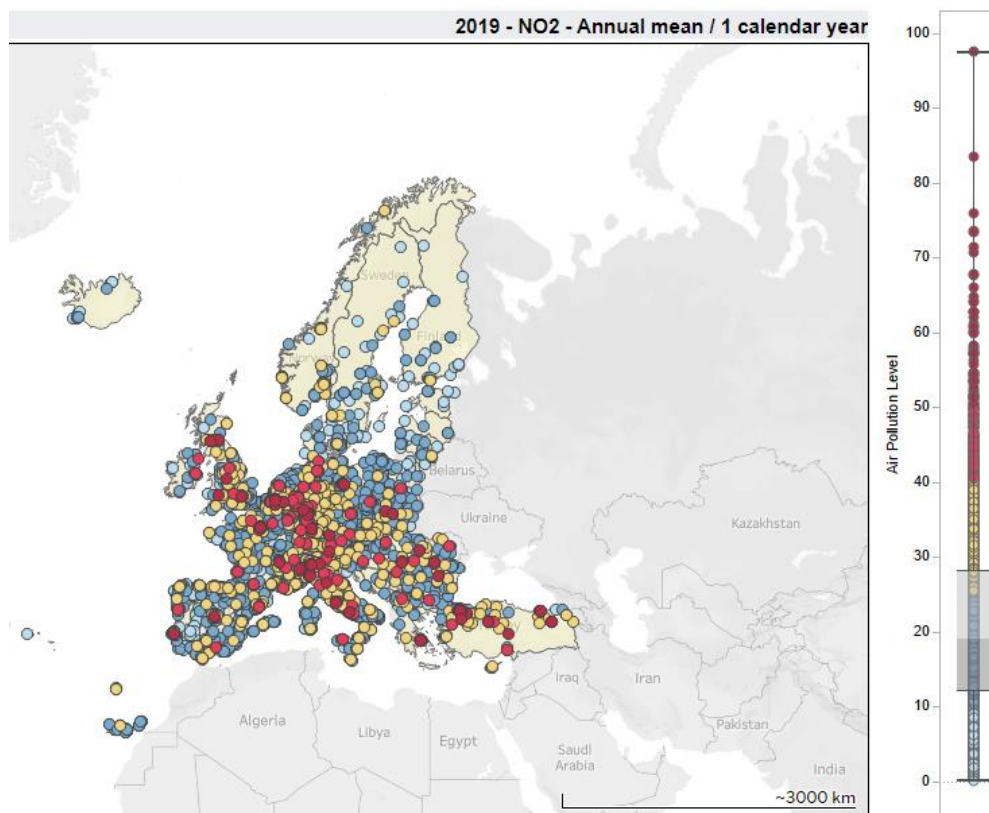 2019 - NO2 - Annual mean / 1 calendar year
100
90
80
70
60
50
40
30
20
10
0
Air Pollution Level
Sweden
Finland
Norway
Belarus
Ukraine
Kazakhstan
Iraq
Iran
Algeria
Libya
Egypt
Saudi
Arabia
Pakistan
India
~3000 km